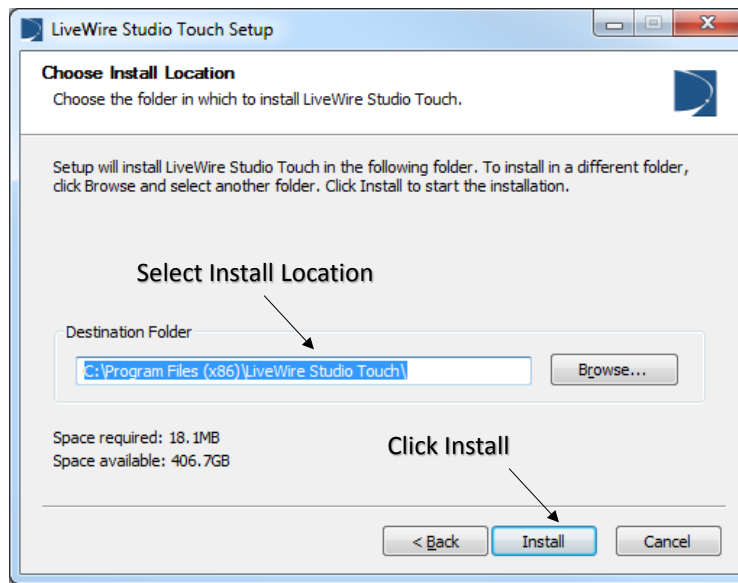 LiveWire Studio Touch Setup
Choose Install Location
Choose the folder in which to install LiveWire Studio Touch.
Setup will install LiveWire Studio Touch in the following folder. To install in a different folder,
click Browse and select another folder. Click Install to start the installation.
Select Install Location
Destination Folder
C:\Program Files (x86)\LiveWire Studio Touch\
Browse...
Space required: 18.1MB
Space available: 406.7GB
Click Install
< Back
Install
Cancel